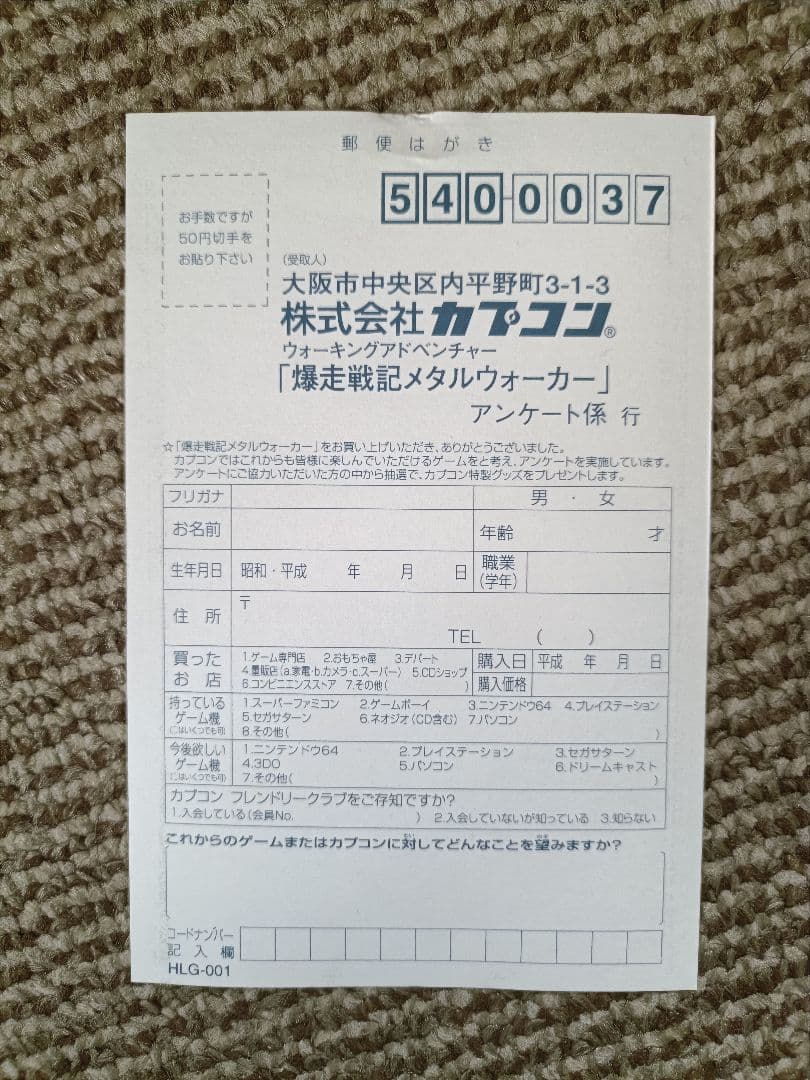 郵便はがき
お手数ですが
50円切手を
お貼り下さい
540-0037
(受取人)
大阪市中央区内平野町3-1-3
株式会社カプコン®
ウォーキングアドベンチャー
「爆走戦記メタルウォーカー」
アンケート係 行
☆「爆走戦記メタルウォーカー」をお買い上げいただき、ありがとうございました。
カプコンではこれからも皆様に楽しんでいただけるゲームをと考え、アンケートを実施しています。
アンケートにご協力いただいた方の中から抽選で、カプコン特製グッズをプレゼントします。
フリガナ 男・女
お名前 年齢 才
生年月日 昭和・平成 年 月 日 職業(学年)
住所 〒
TEL ( )
買ったお店 1.ゲーム専門店 2.おもちゃ屋 3.デパート
4.量販店(a.家電・b.カメラ・c.スーパー) 5.CDショップ
6.コンビニエンスストア 7.その他( )
購入日 平成 年 月 日
購入価格
持っているゲーム機(こはいくつでも可) 1.スーパーファミコン 2.ゲームボーイ 3.ニンテンドウ64 4.プレイステーション
5.セガサターン 6.ネオジオ(CD含む) 7.パソコン
8.その他( )
今後欲しいゲーム機(こはいくつでも可) 1.ニンテンドウ64 2.プレイステーション 3.セガサターン
4.3DO 5.パソコン 6.ドリームキャスト
7.その他( )
カプコン フレンドリークラブをご存知ですか?
1.入会している(会員No. ) 2.入会していないが知っている 3.知らない
これからのゲームまたはカプコンに対してどんなことを望みますか?
コードナンバー
記入欄
HLG-001